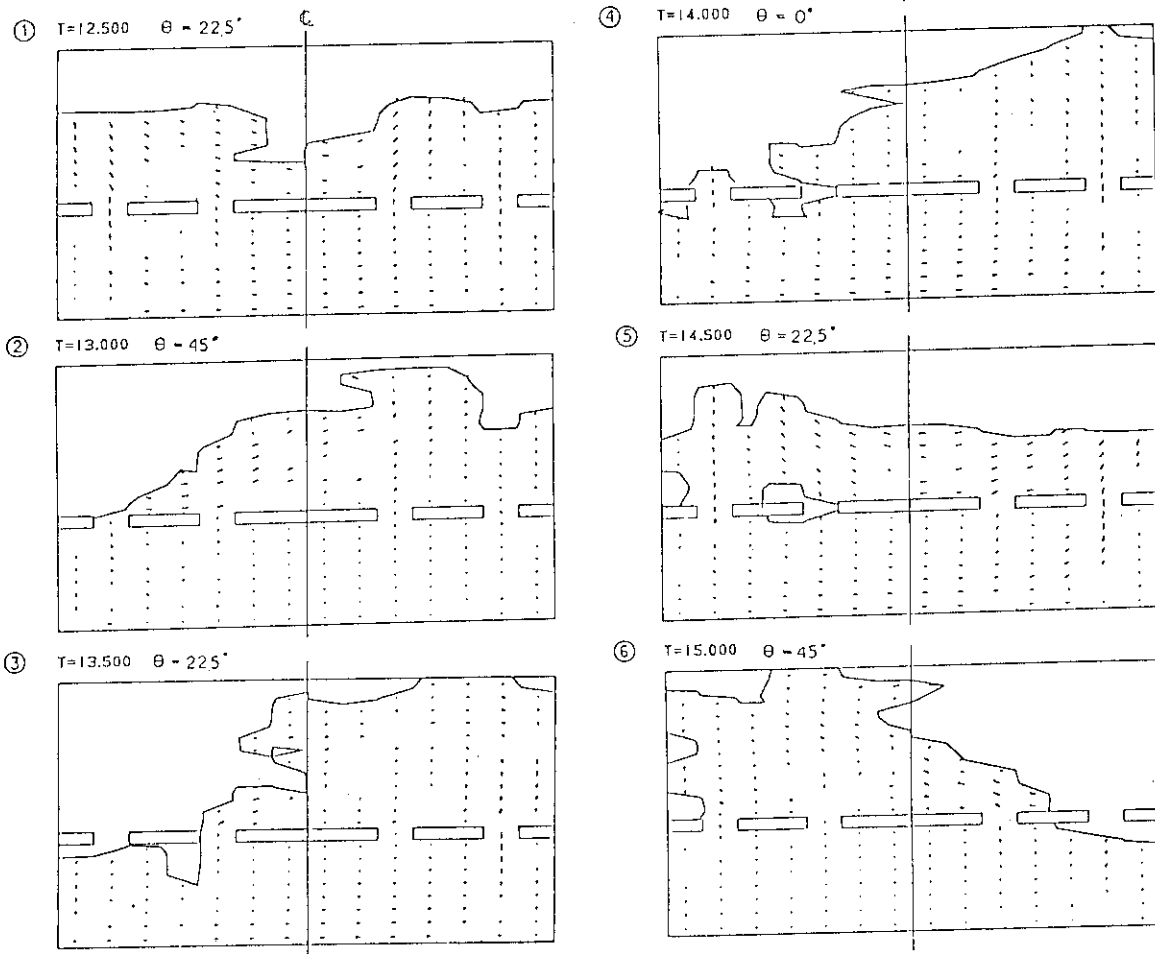 ① T=12.500 θ = 22.5°
℄
② T=13.000 θ = 45°
③ T=13.500 θ = 22.5°
④ T=14.000 θ = 0°
⑤ T=14.500 θ = 22.5°
⑥ T=15.000 θ = 45°